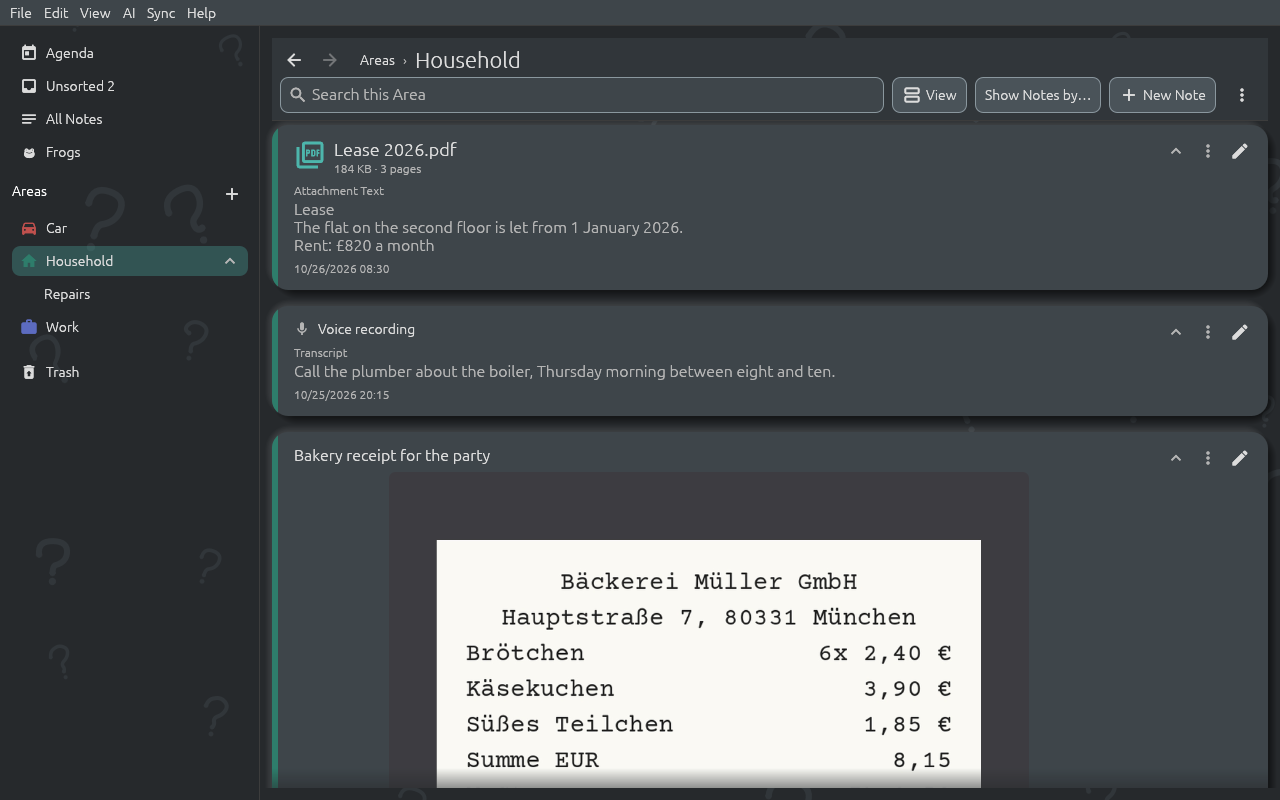 File Edit View AI Sync Help
Agenda
Unsorted 2
All Notes
Frogs
Areas
Car
Household
Repairs
Work
Trash
Areas › Household
Search this Area
View
Show Notes by...
New Note
PDF
Lease 2026.pdf
184 KB · 3 pages
Attachment Text
Lease
The flat on the second floor is let from 1 January 2026.
Rent: £820 a month
10/26/2026 08:30
Voice recording
Transcript
Call the plumber about the boiler, Thursday morning between eight and ten.
10/25/2026 20:15
Bakery receipt for the party
Bäckerei Müller GmbH
Hauptstraße 7, 80331 München
Brötchen 6x 2,40 €
Käsekuchen 3,90 €
Süßes Teilchen 1,85 €
Summe EUR 8,15